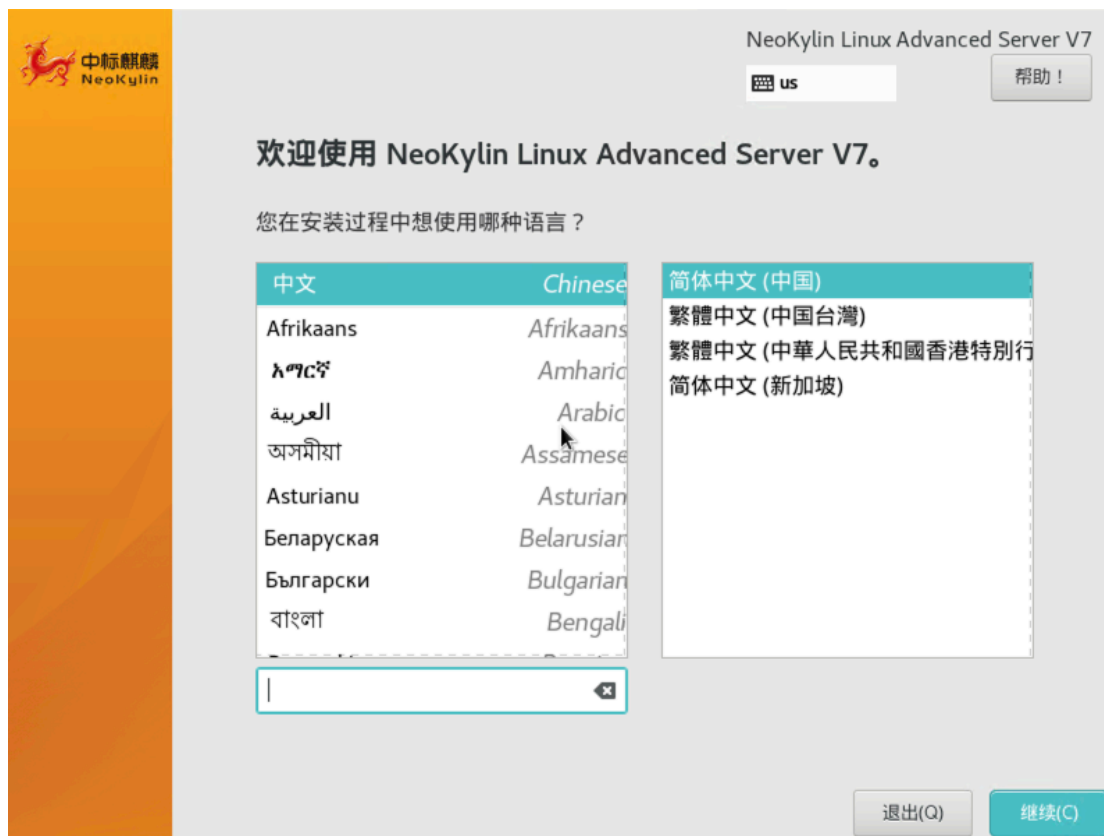 中标麒麟
NeoKylin
NeoKylin Linux Advanced Server V7
us
帮助！
欢迎使用 NeoKylin Linux Advanced Server V7。
您在安装过程中想使用哪种语言？
中文 Chinese
Afrikaans Afrikaans
አማርኛ Amharic
العربية Arabic
অসমীয়া Assamese
Asturianu Asturian
Беларуская Belarusian
Български Bulgarian
বাংলা Bengali
简体中文 (中国)
繁體中文 (中国台灣)
繁體中文 (中華人民共和國香港特別行
简体中文 (新加坡)
退出(Q)
继续(C)